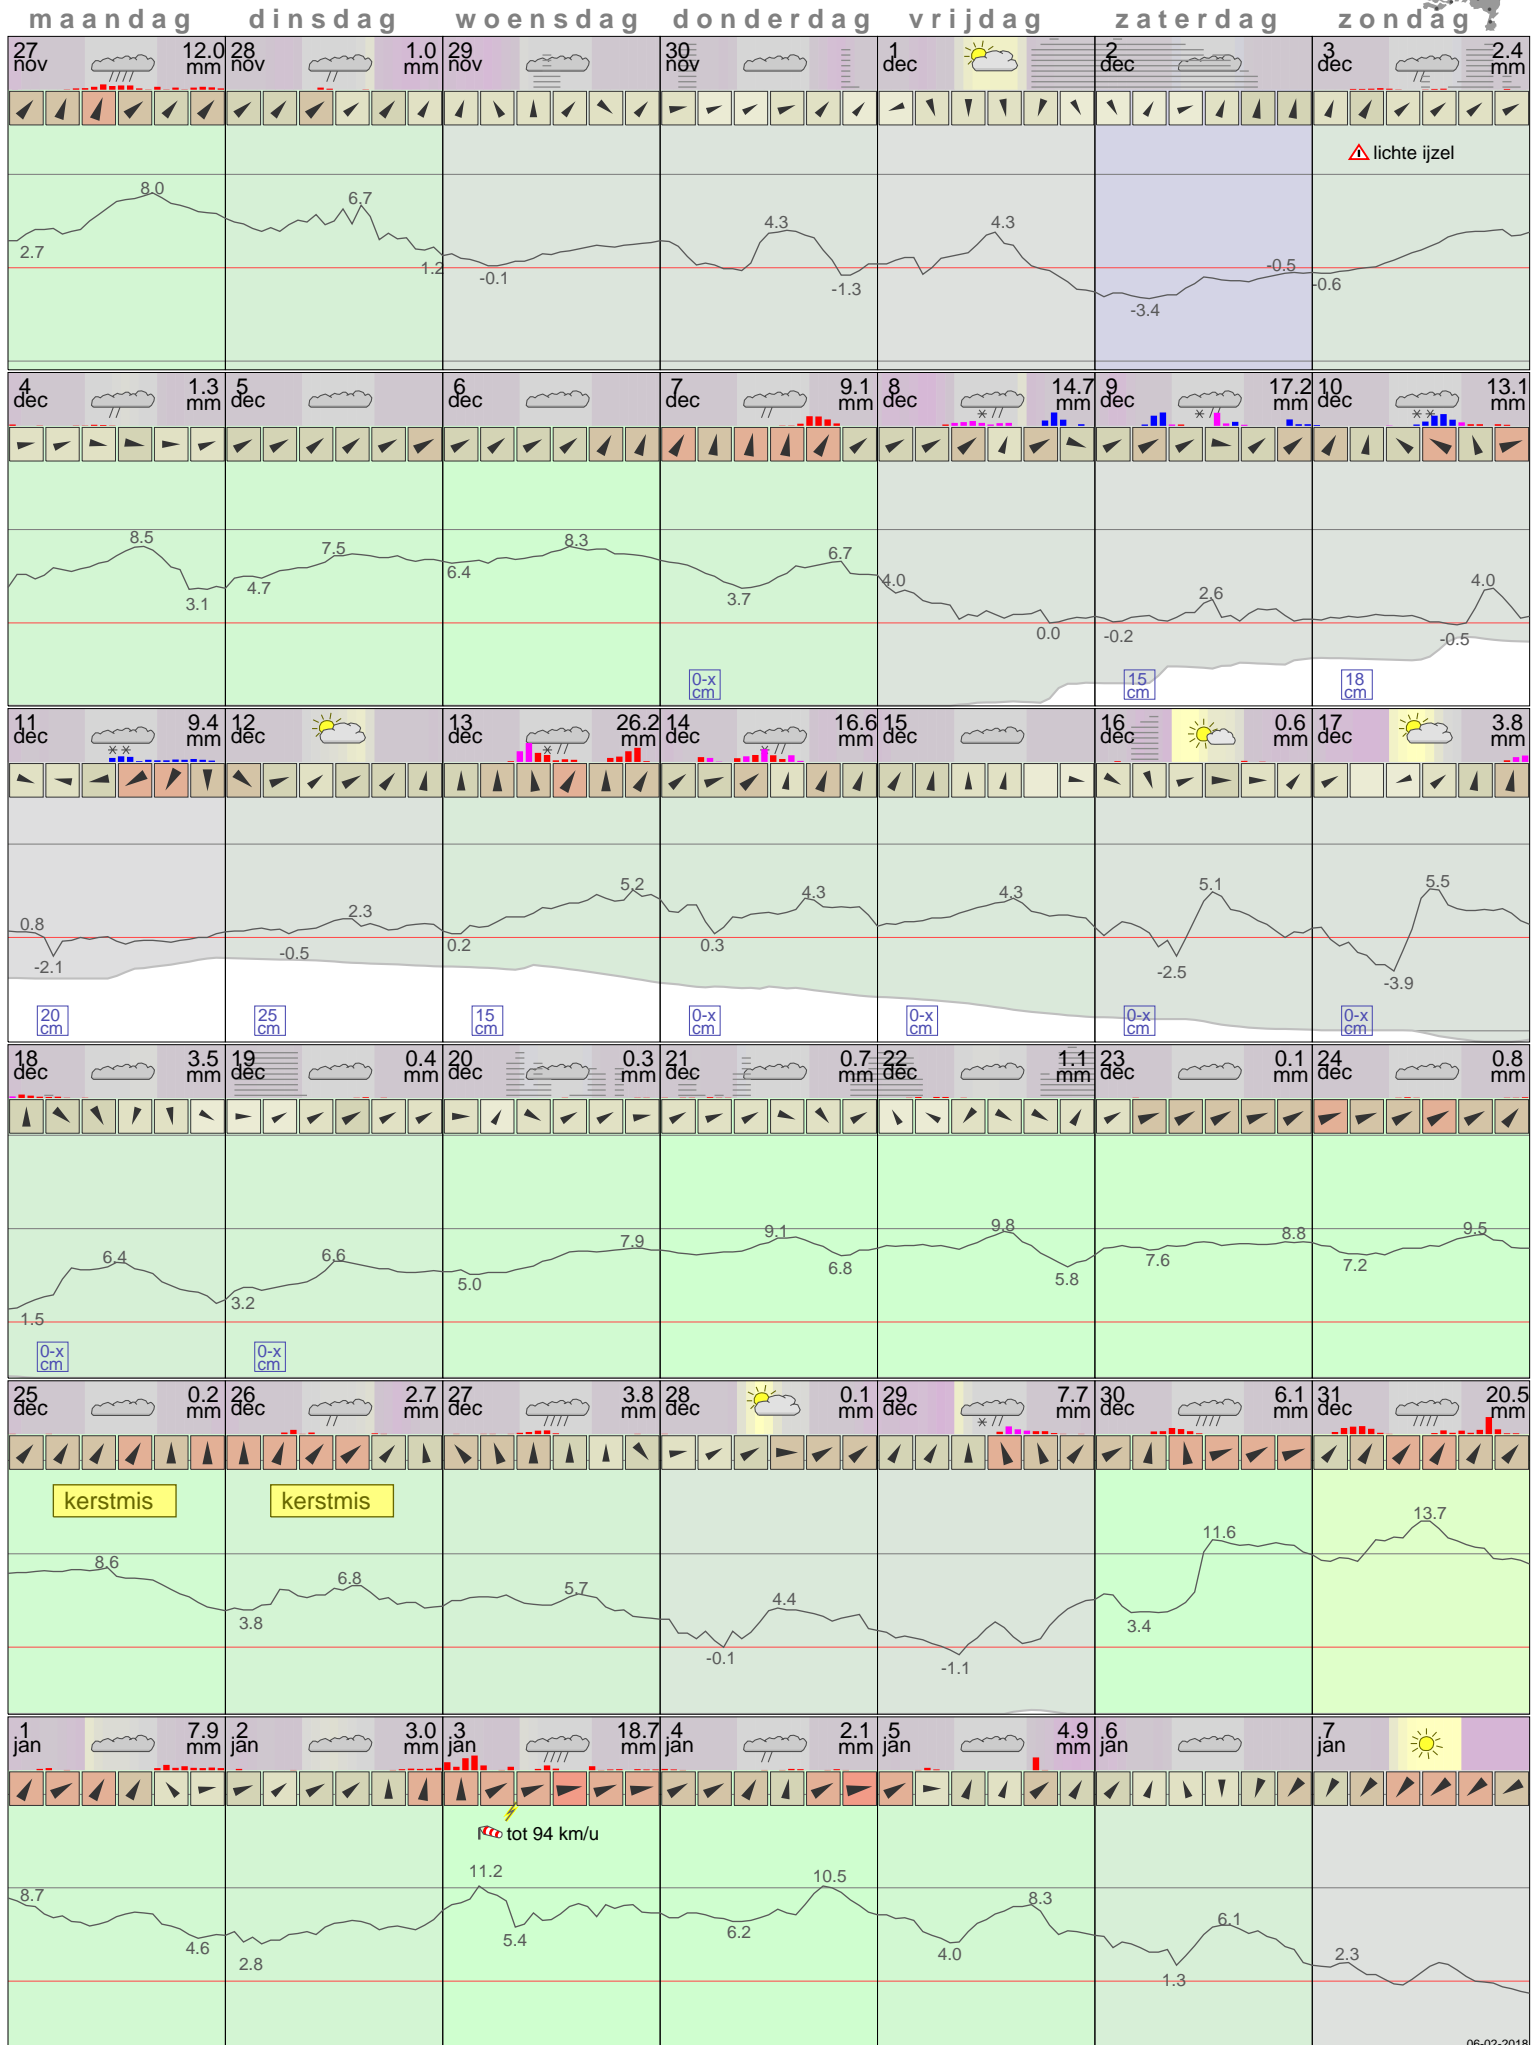 maandag dinsdag woensdag donderdag vrijdag zaterdag zondag
27 nov 12.0 mm 28 nov 1.0 mm 29 nov 30 nov 1 dec 2 dec 3 dec 2.4 mm
lichte ijzel
2.7 8.0 6.7 1.2 -0.1 4.3 -1.3 4.3 -3.4 -0.5 -0.6
4 dec 1.3 mm 5 dec 6 dec 7 dec 9.1 mm 8 dec 14.7 mm 9 dec 17.2 mm 10 dec 13.1 mm
8.5 3.1 4.7 7.5 6.4 8.3 3.7 6.7 4.0 0.0 -0.2 2.6 -0.5 4.0
0-x cm 15 cm 18 cm
11 dec 9.4 mm 12 dec 13 dec 26.2 mm 14 dec 16.6 mm 15 dec 16 dec 0.6 mm 17 dec 3.8 mm
0.8 -2.1 -0.5 2.3 0.2 5.2 0.3 4.3 4.3 -2.5 5.1 -3.9 5.5
20 cm 25 cm 15 cm 0-x cm 0-x cm 0-x cm 0-x cm
18 dec 3.5 mm 19 dec 0.4 mm 20 dec 0.3 mm 21 dec 0.7 mm 22 dec 1.1 mm 23 dec 0.1 mm 24 dec 0.8 mm
1.5 6.4 3.2 6.6 5.0 7.9 9.1 6.8 9.8 5.8 7.6 8.8 7.2 9.5
0-x cm 0-x cm
25 dec 0.2 mm 26 dec 2.7 mm 27 dec 3.8 mm 28 dec 0.1 mm 29 dec 7.7 mm 30 dec 6.1 mm 31 dec 20.5 mm
kerstmis kerstmis
8.6 3.8 6.8 5.7 -0.1 4.4 -1.1 3.4 11.6 13.7
1 jan 7.9 mm 2 jan 3.0 mm 3 jan 18.7 mm 4 jan 2.1 mm 5 jan 4.9 mm 6 jan 7 jan
tot 94 km/u
8.7 4.6 2.8 11.2 5.4 6.2 10.5 4.0 8.3 1.3 6.1 2.3
06-02-2018